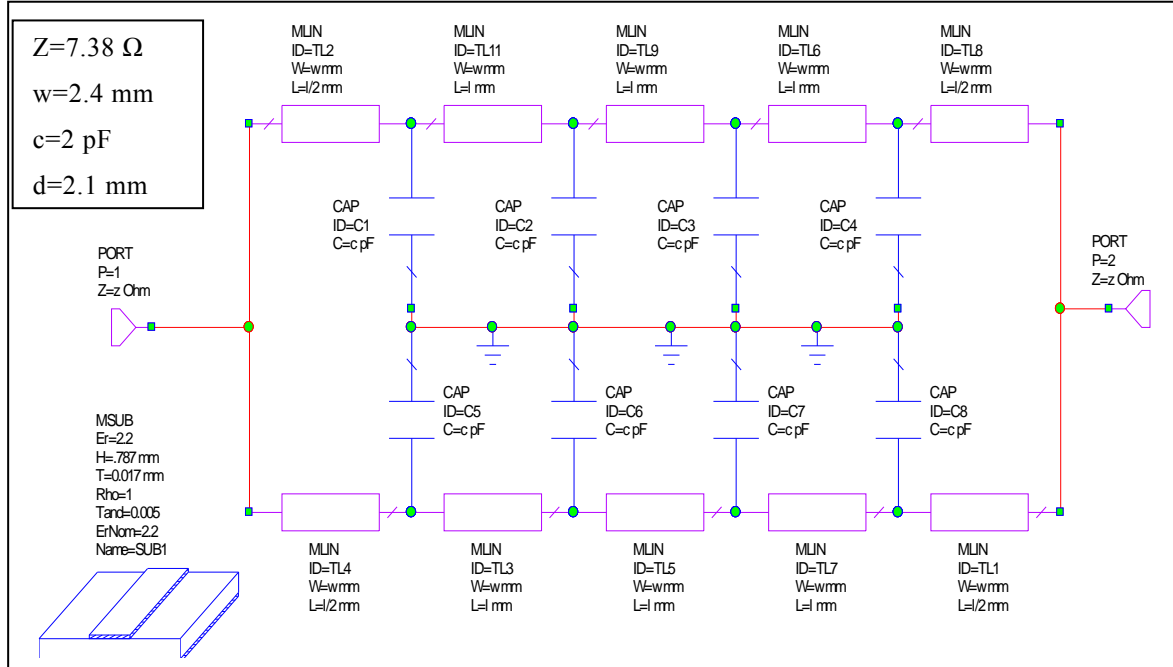 Z=7.38 Ω
w=2.4 mm
c=2 pF
d=2.1 mm
MLIN
ID=TL2
W=w mm
L=l/2 mm
MLIN
ID=TL11
W=w mm
L=l mm
MLIN
ID=TL9
W=w mm
L=l mm
MLIN
ID=TL6
W=w mm
L=l mm
MLIN
ID=TL8
W=w mm
L=l/2 mm
CAP
ID=C1
C=c pF
CAP
ID=C2
C=c pF
CAP
ID=C3
C=c pF
CAP
ID=C4
C=c pF
PORT
P=1
Z=z Ohm
PORT
P=2
Z=z Ohm
CAP
ID=C5
C=c pF
CAP
ID=C6
C=c pF
CAP
ID=C7
C=c pF
CAP
ID=C8
C=c pF
MSUB
Er=2.2
H=.787 mm
T=0.017 mm
Rho=1
Tand=0.005
ErNom=2.2
Name=SUB1
MLIN
ID=TL4
W=w mm
L=l/2 mm
MLIN
ID=TL3
W=w mm
L=l mm
MLIN
ID=TL5
W=w mm
L=l mm
MLIN
ID=TL7
W=w mm
L=l mm
MLIN
ID=TL1
W=w mm
L=l/2 mm